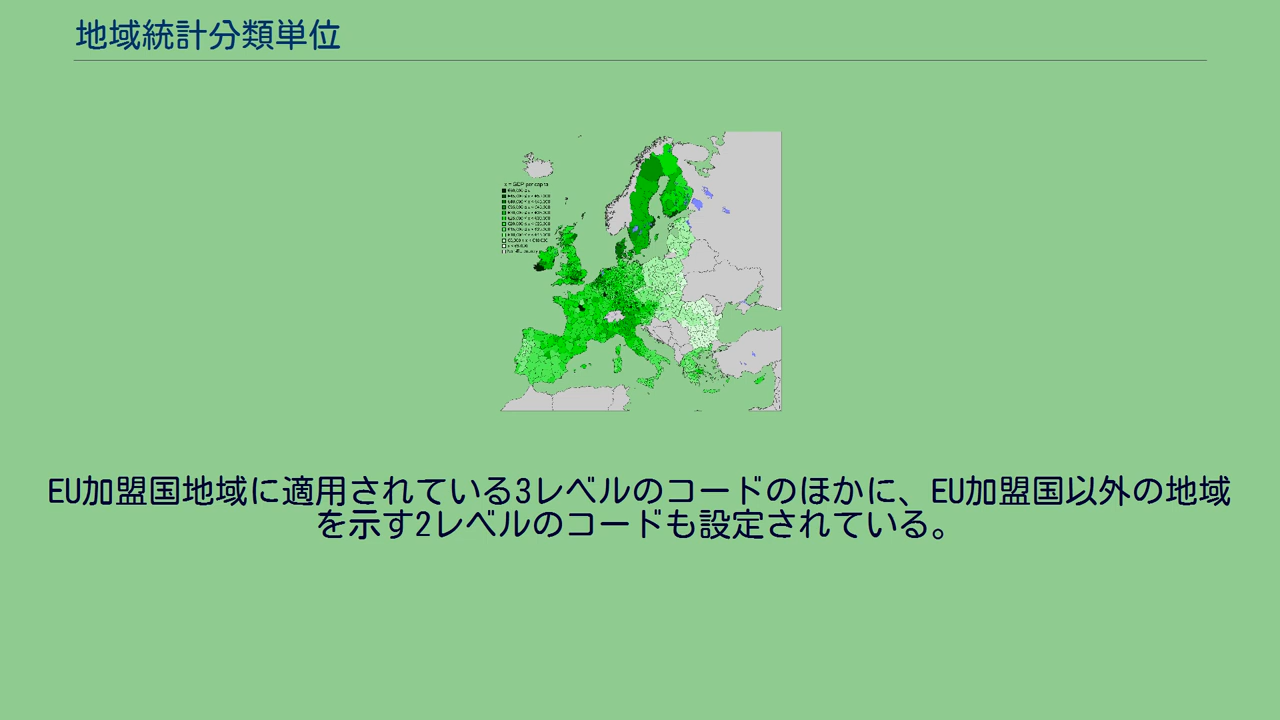 地域統計分類単位
x = GDP per capita
EU加盟国地域に適用されている3レベルのコードのほかに、EU加盟国以外の地域
を示す2レベルのコードも設定されている。